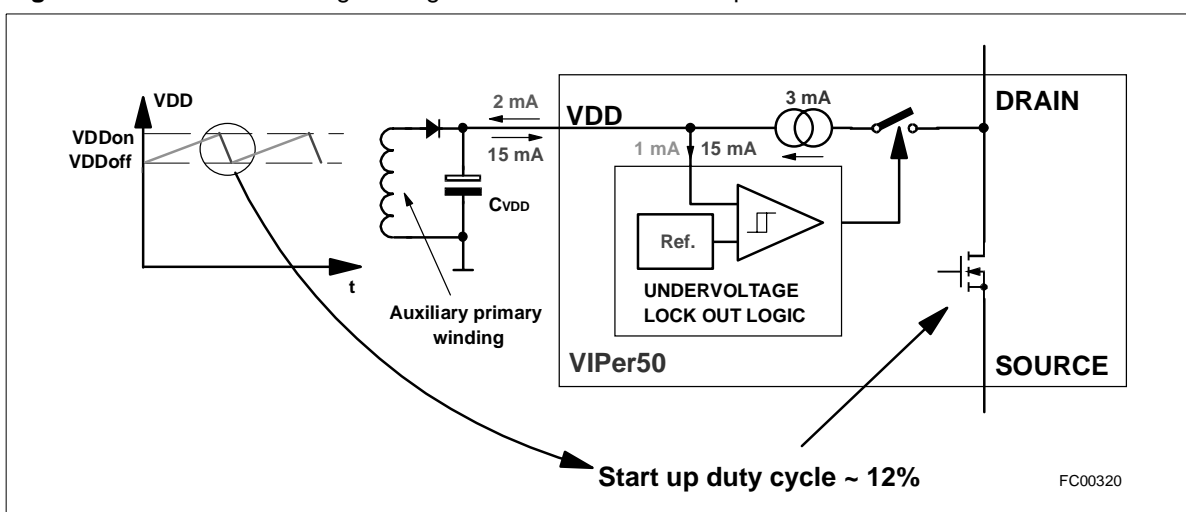 VDD
VDDon
VDDoff
t
2 mA
15 mA
CVDD
Auxiliary primary
winding
VDD
3 mA
DRAIN
1 mA 15 mA
Ref.
UNDERVOLTAGE
LOCK OUT LOGIC
VIPer50
SOURCE
Start up duty cycle ~ 12%
FC00320